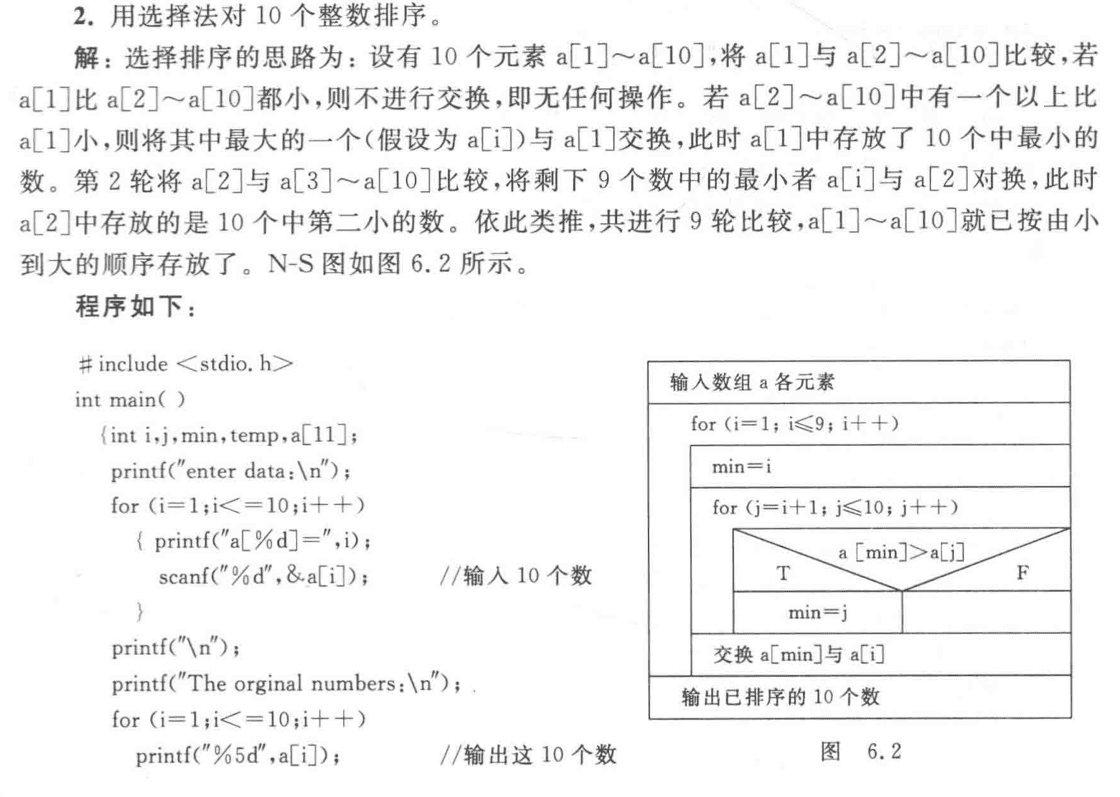 2. 用选择法对 10 个整数排序。
解：选择排序的思路为：设有 10 个元素 a[1]～a[10],将 a[1]与 a[2]～a[10]比较,若
a[1]比 a[2]～a[10]都小,则不进行交换,即无任何操作。若 a[2]～a[10]中有一个以上比
a[1]小,则将其中最大的一个(假设为 a[i])与 a[1]交换,此时 a[1]中存放了 10 个中最小的
数。第 2 轮将 a[2]与 a[3]～a[10]比较,将剩下 9 个数中的最小者 a[i]与 a[2]对换,此时
a[2]中存放的是 10 个中第二小的数。依此类推,共进行 9 轮比较,a[1]～a[10]就已按由小
到大的顺序存放了。N-S 图如图 6.2 所示。
程序如下：
#include <stdio.h>
int main( )
{int i,j,min,temp,a[11];
printf("enter data:\n");
for (i=1;i<=10;i++)
{ printf("a[%d]=",i);
scanf("%d",&a[i]); //输入 10 个数
}
printf("\n");
printf("The orginal numbers:\n");
for (i=1;i<=10;i++)
printf("%5d",a[i]); //输出这 10 个数
输入数组 a 各元素
for (i=1; i≤9; i++)
min=i
for (j=i+1; j≤10; j++)
a [min]>a[j]
T F
min=j
交换 a[min]与 a[i]
输出已排序的 10 个数
图 6.2